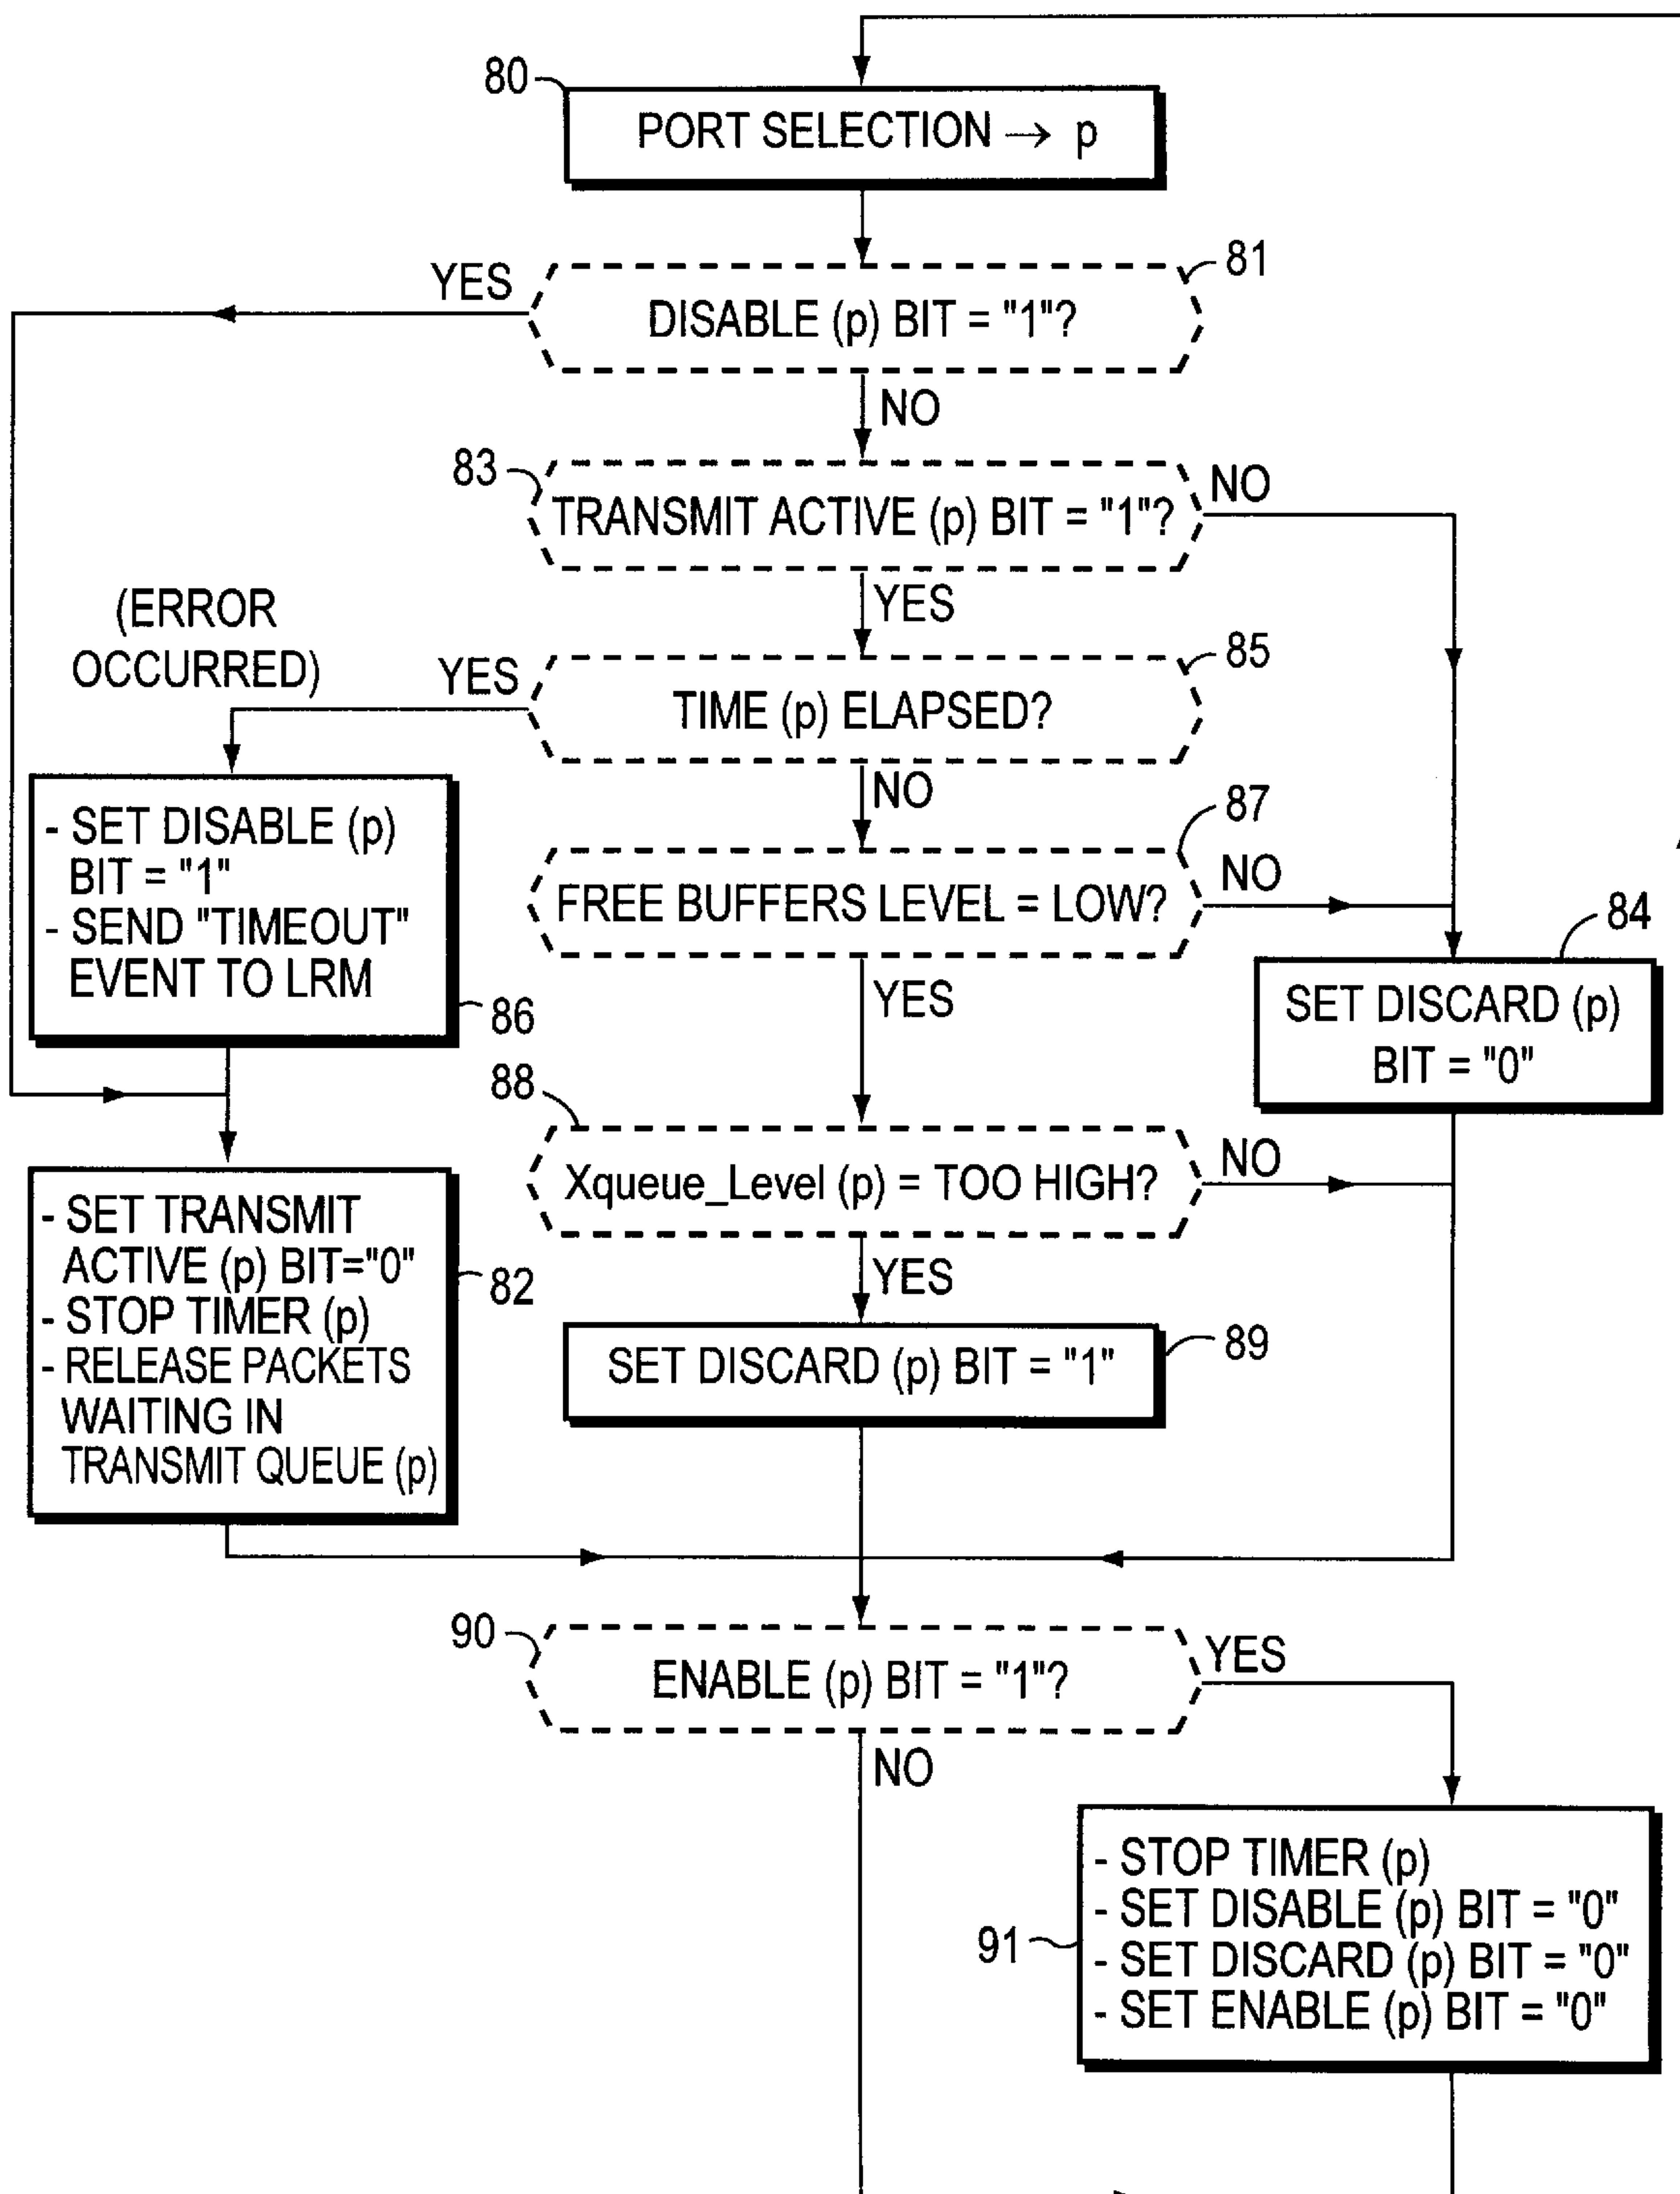 80
PORT SELECTION → p
81
YES
DISABLE (p) BIT = "1"?
NO
83
NO
TRANSMIT ACTIVE (p) BIT = "1"?
YES
(ERROR
OCCURRED)
85
YES
TIME (p) ELAPSED?
NO
- SET DISABLE (p)
BIT = "1"
- SEND "TIMEOUT"
EVENT TO LRM
86
87
FREE BUFFERS LEVEL = LOW?
NO
YES
84
SET DISCARD (p)
BIT = "0"
88
Xqueue_Level (p) = TOO HIGH?
NO
YES
- SET TRANSMIT
ACTIVE (p) BIT="0"
- STOP TIMER (p)
- RELEASE PACKETS
WAITING IN
TRANSMIT QUEUE (p)
82
89
SET DISCARD (p) BIT = "1"
90
ENABLE (p) BIT = "1"?
YES
NO
- STOP TIMER (p)
- SET DISABLE (p) BIT = "0"
- SET DISCARD (p) BIT = "0"
- SET ENABLE (p) BIT = "0"
91